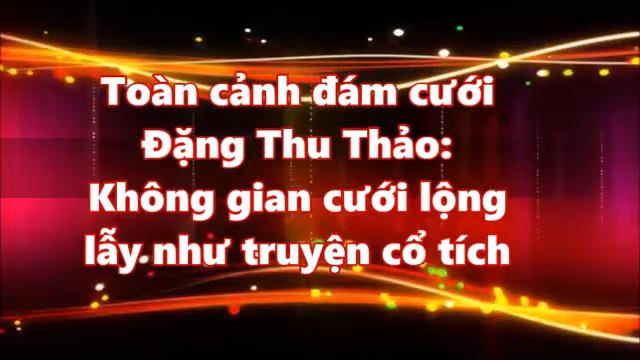 Toàn cảnh đám cưới
Đặng Thu Thảo:
Không gian cưới lộng
lẫy như truyện cổ tích